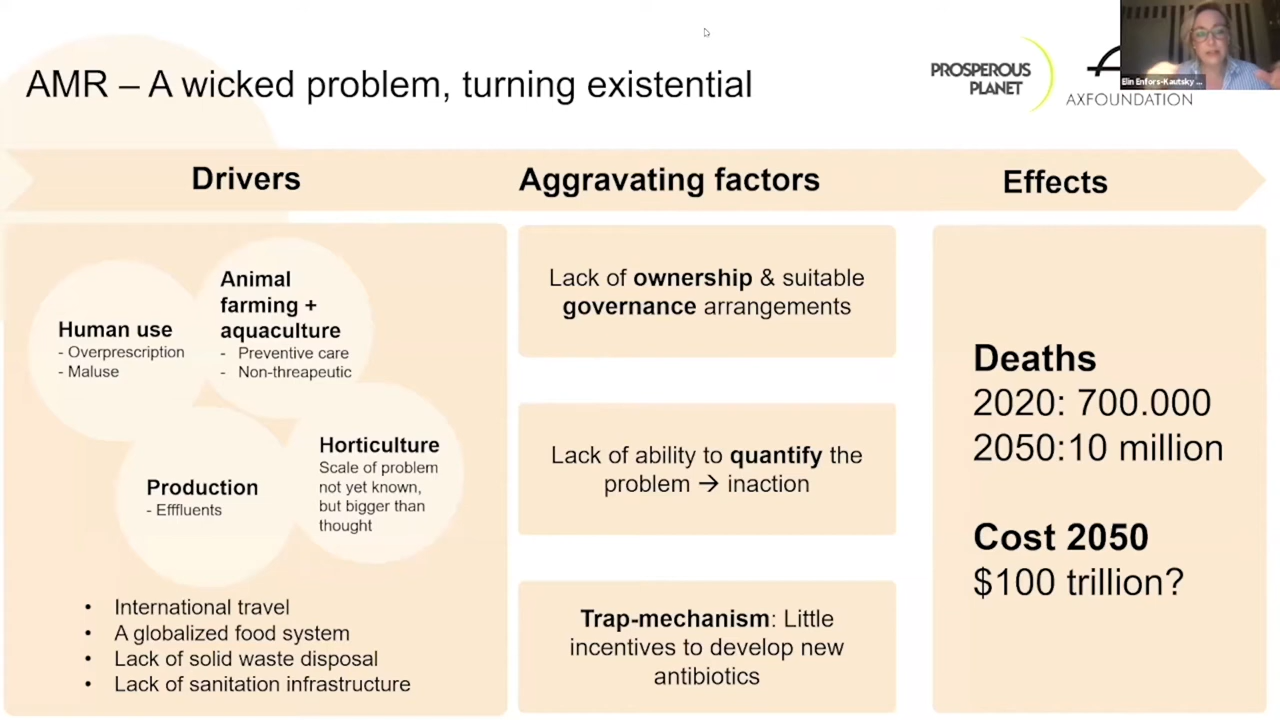 AMR – A wicked problem, turning existential
PROSPEROUS
PLANET
AXFOUNDATION
Elin Enfors-Kautsky ...
Drivers
Aggravating factors
Effects
Human use
- Overprescription
- Maluse
Animal
farming +
aquaculture
- Preventive care
- Non-threapeutic
Production
- Efffluents
Horticulture
Scale of problem
not yet known,
but bigger than
thought
• International travel
• A globalized food system
• Lack of solid waste disposal
• Lack of sanitation infrastructure
Lack of ownership & suitable
governance arrangements
Lack of ability to quantify the
problem → inaction
Trap-mechanism: Little
incentives to develop new
antibiotics
Deaths
2020: 700.000
2050:10 million
Cost 2050
$100 trillion?